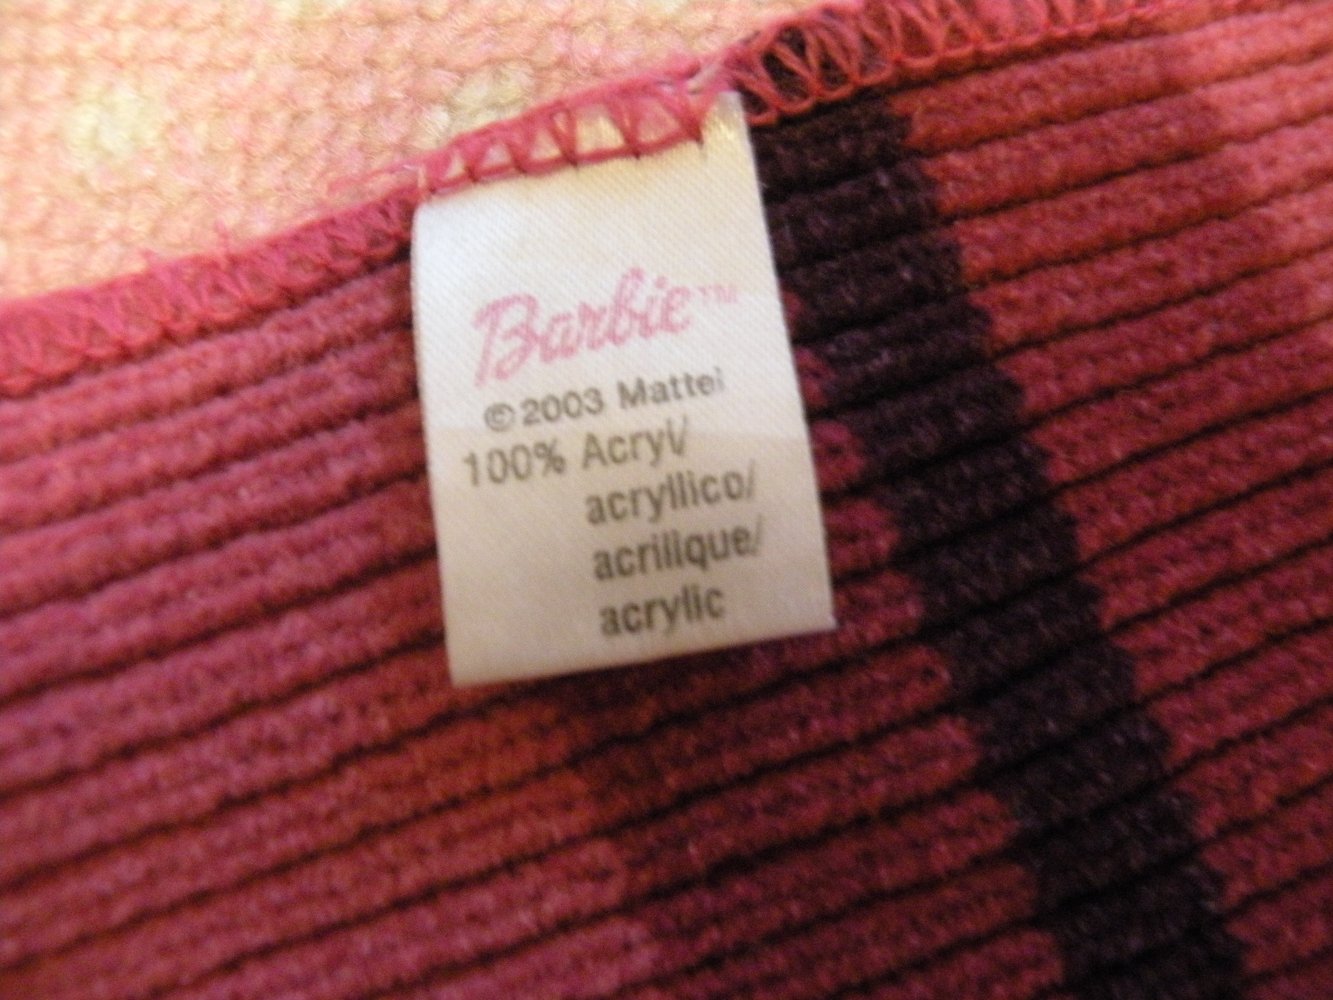 Barbie™
©2003 Mattel
100% Acryl/
acryllico/
acrilique/
acrylic